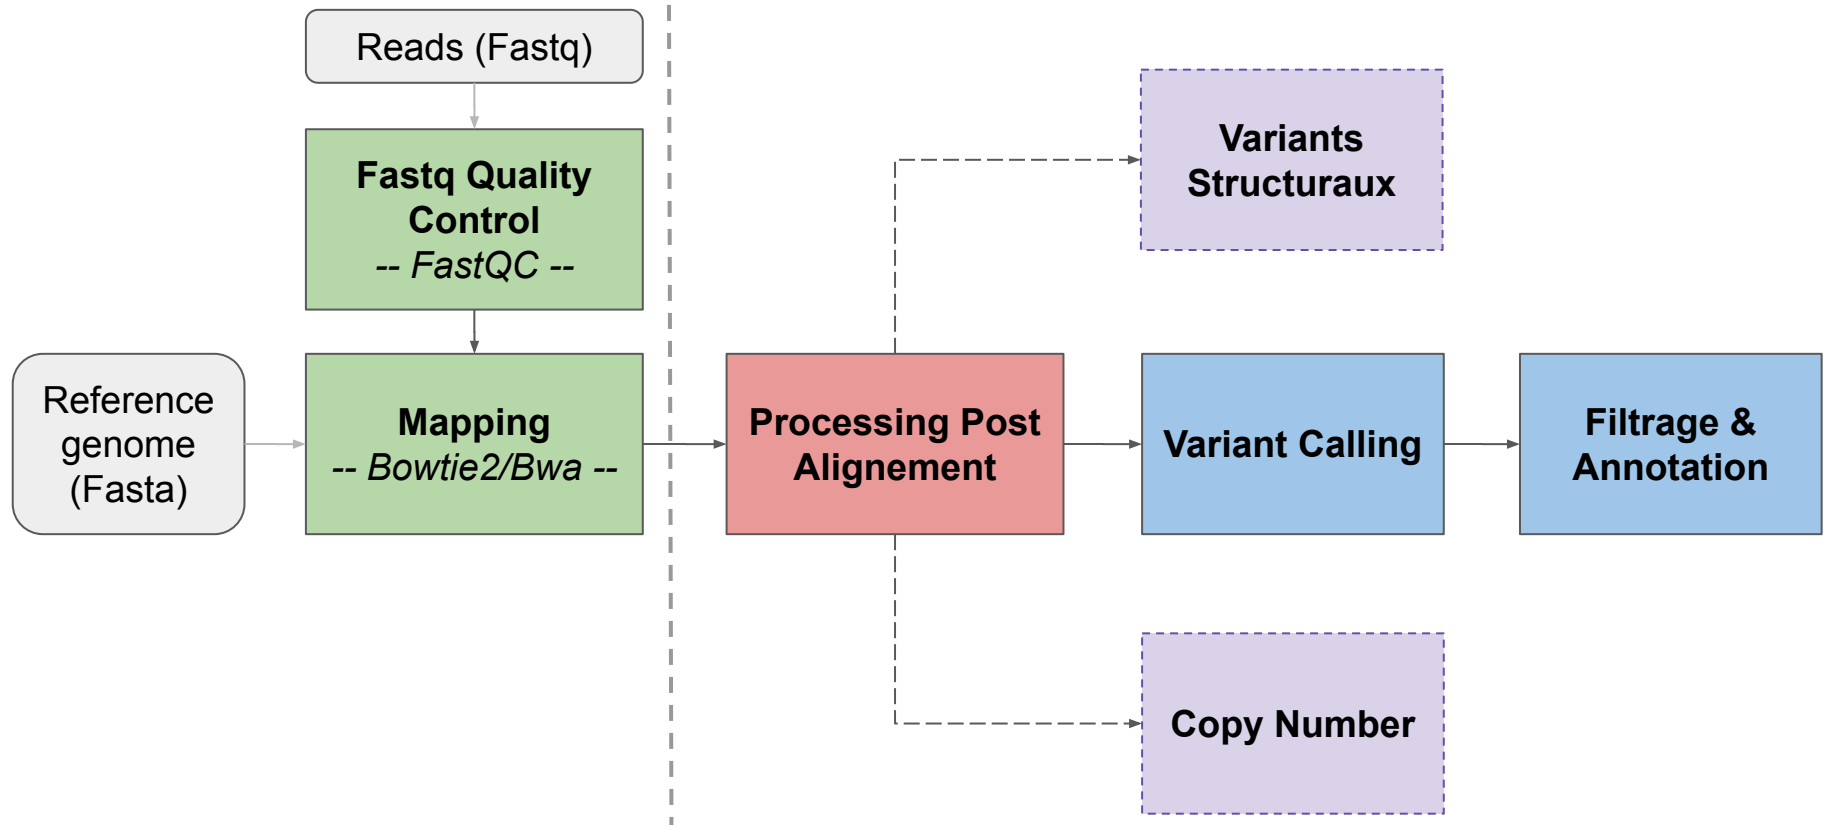 Reads (Fastq)
Fastq Quality
Control
-- FastQC --
Reference
genome
(Fasta)
Mapping
-- Bowtie2/Bwa --
Processing Post
Alignement
Variants
Structuraux
Variant Calling
Filtrage &
Annotation
Copy Number